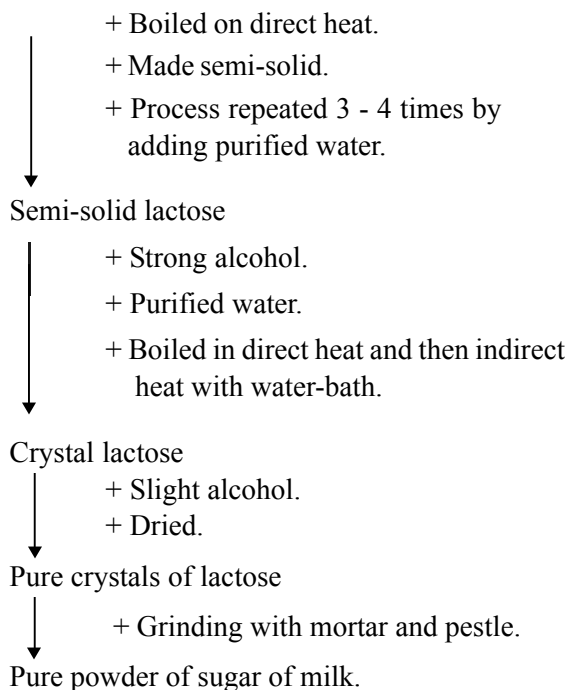 + Boiled on direct heat.
+ Made semi-solid.
+ Process repeated 3 - 4 times by
adding purified water.
Semi-solid lactose
+ Strong alcohol.
+ Purified water.
+ Boiled in direct heat and then indirect
heat with water-bath.
Crystal lactose
+ Slight alcohol.
+ Dried.
Pure crystals of lactose
+ Grinding with mortar and pestle.
Pure powder of sugar of milk.